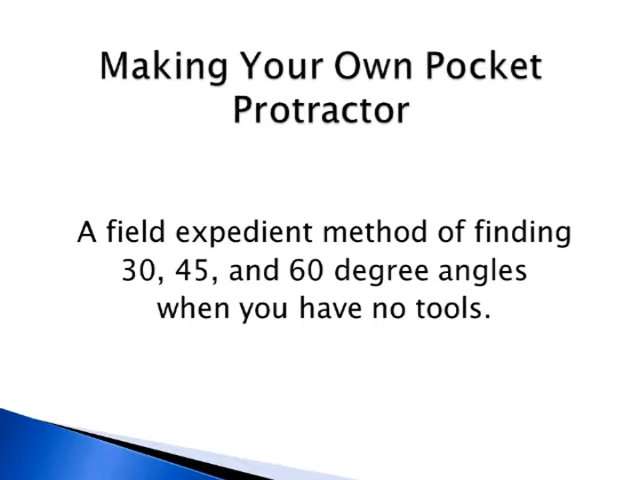 Making Your Own Pocket
Protractor
A field expedient method of finding
30, 45, and 60 degree angles
when you have no tools.